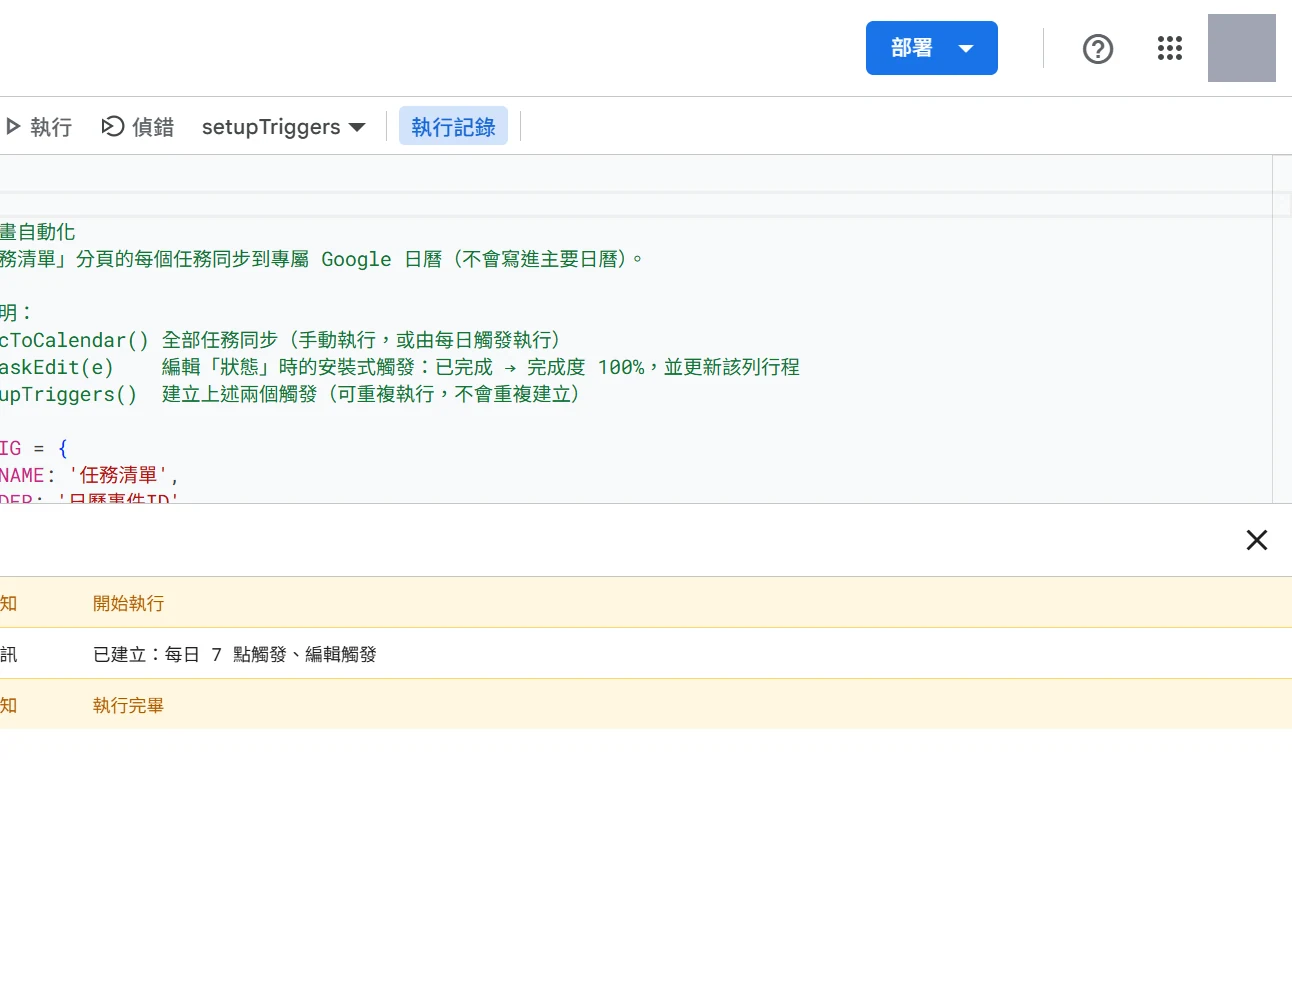 部署
執行 偵錯 setupTriggers 執行記錄
畫自動化
務清單」分頁的每個任務同步到專屬 Google 日曆（不會寫進主要日曆）。
明：
cToCalendar() 全部任務同步（手動執行，或由每日觸發執行）
askEdit(e) 編輯「狀態」時的安裝式觸發：已完成 → 完成度 100%，並更新該列行程
upTriggers() 建立上述兩個觸發（可重複執行，不會重複建立）
IG = {
NAME: '任務清單',
DER: '日曆事件ID'
知 開始執行
訊 已建立：每日 7 點觸發、編輯觸發
知 執行完畢